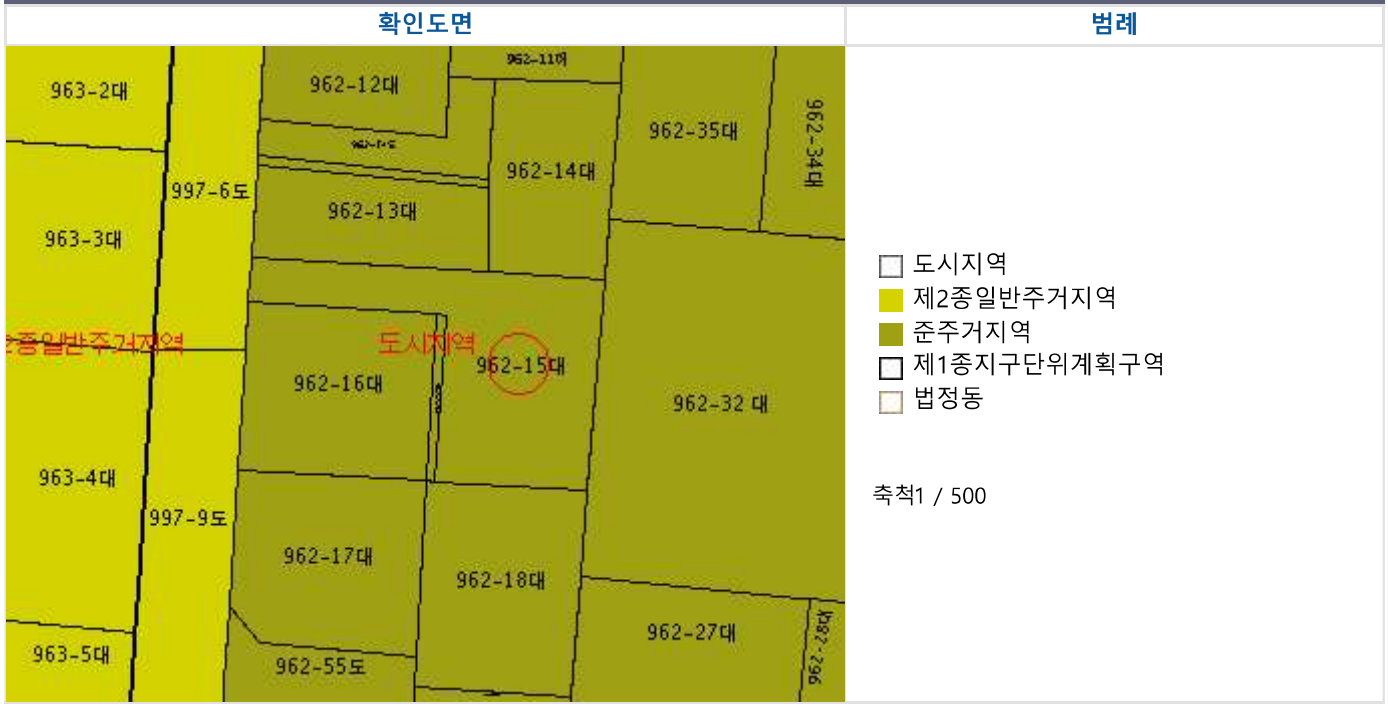 확인도면
범례
962-11대
963-2대
962-12대
962-35대
962-34대
962-14대
997-6도
962-13대
963-3대
2종일반주거지역
도시지역
962-15대
962-16대
962-32 대
963-4대
997-9도
962-17대
962-18대
962-27대
962-28대
963-5대
962-55도
도시지역
제2종일반주거지역
준주거지역
제1종지구단위계획구역
법정동
축척1 / 500